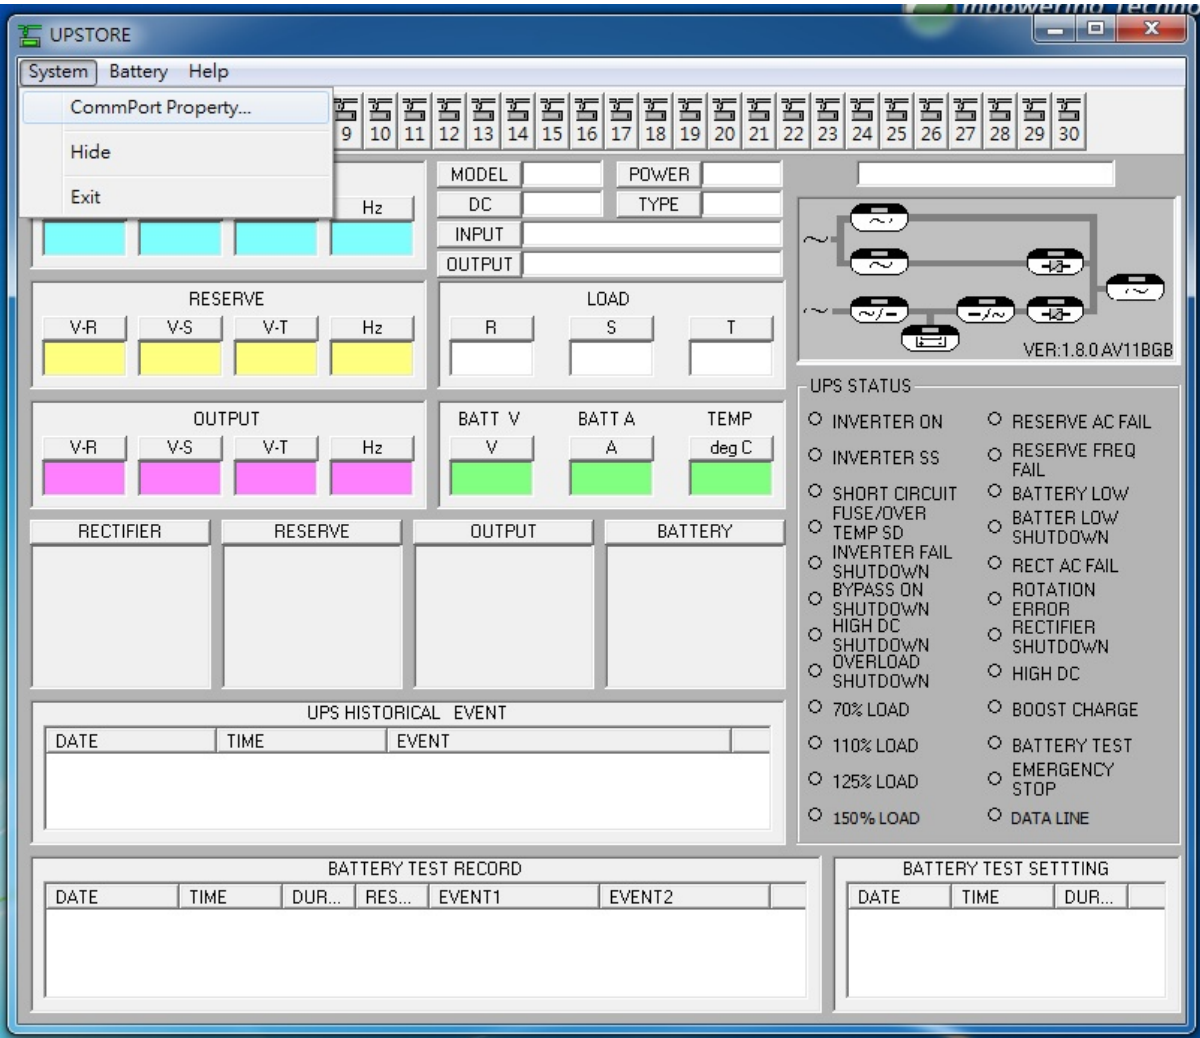 mpowering Techno
UPSTORE
System Battery Help
CommPort Property...
Hide
Exit
9 10 11 12 13 14 15 16 17 18 19 20 21 22 23 24 25 26 27 28 29 30
MODEL POWER
Hz DC TYPE
INPUT
OUTPUT
RESERVE
V-R V-S V-T Hz
LOAD
R S T
VER:1.8.0 AV11BGB
OUTPUT
V-R V-S V-T Hz
BATT V BATT A TEMP
V A deg C
RECTIFIER RESERVE OUTPUT BATTERY
UPS STATUS
INVERTER ON
INVERTER SS
SHORT CIRCUIT
FUSE/OVER
TEMP SD
INVERTER FAIL
SHUTDOWN
BYPASS ON
SHUTDOWN
HIGH DC
SHUTDOWN
OVERLOAD
SHUTDOWN
70% LOAD
110% LOAD
125% LOAD
150% LOAD
RESERVE AC FAIL
RESERVE FREQ
FAIL
BATTERY LOW
BATTER LOW
SHUTDOWN
RECT AC FAIL
ROTATION
ERROR
RECTIFIER
SHUTDOWN
HIGH DC
BOOST CHARGE
BATTERY TEST
EMERGENCY
STOP
DATA LINE
UPS HISTORICAL EVENT
DATE TIME EVENT
BATTERY TEST RECORD
DATE TIME DUR... RES... EVENT1 EVENT2
BATTERY TEST SETTTING
DATE TIME DUR...